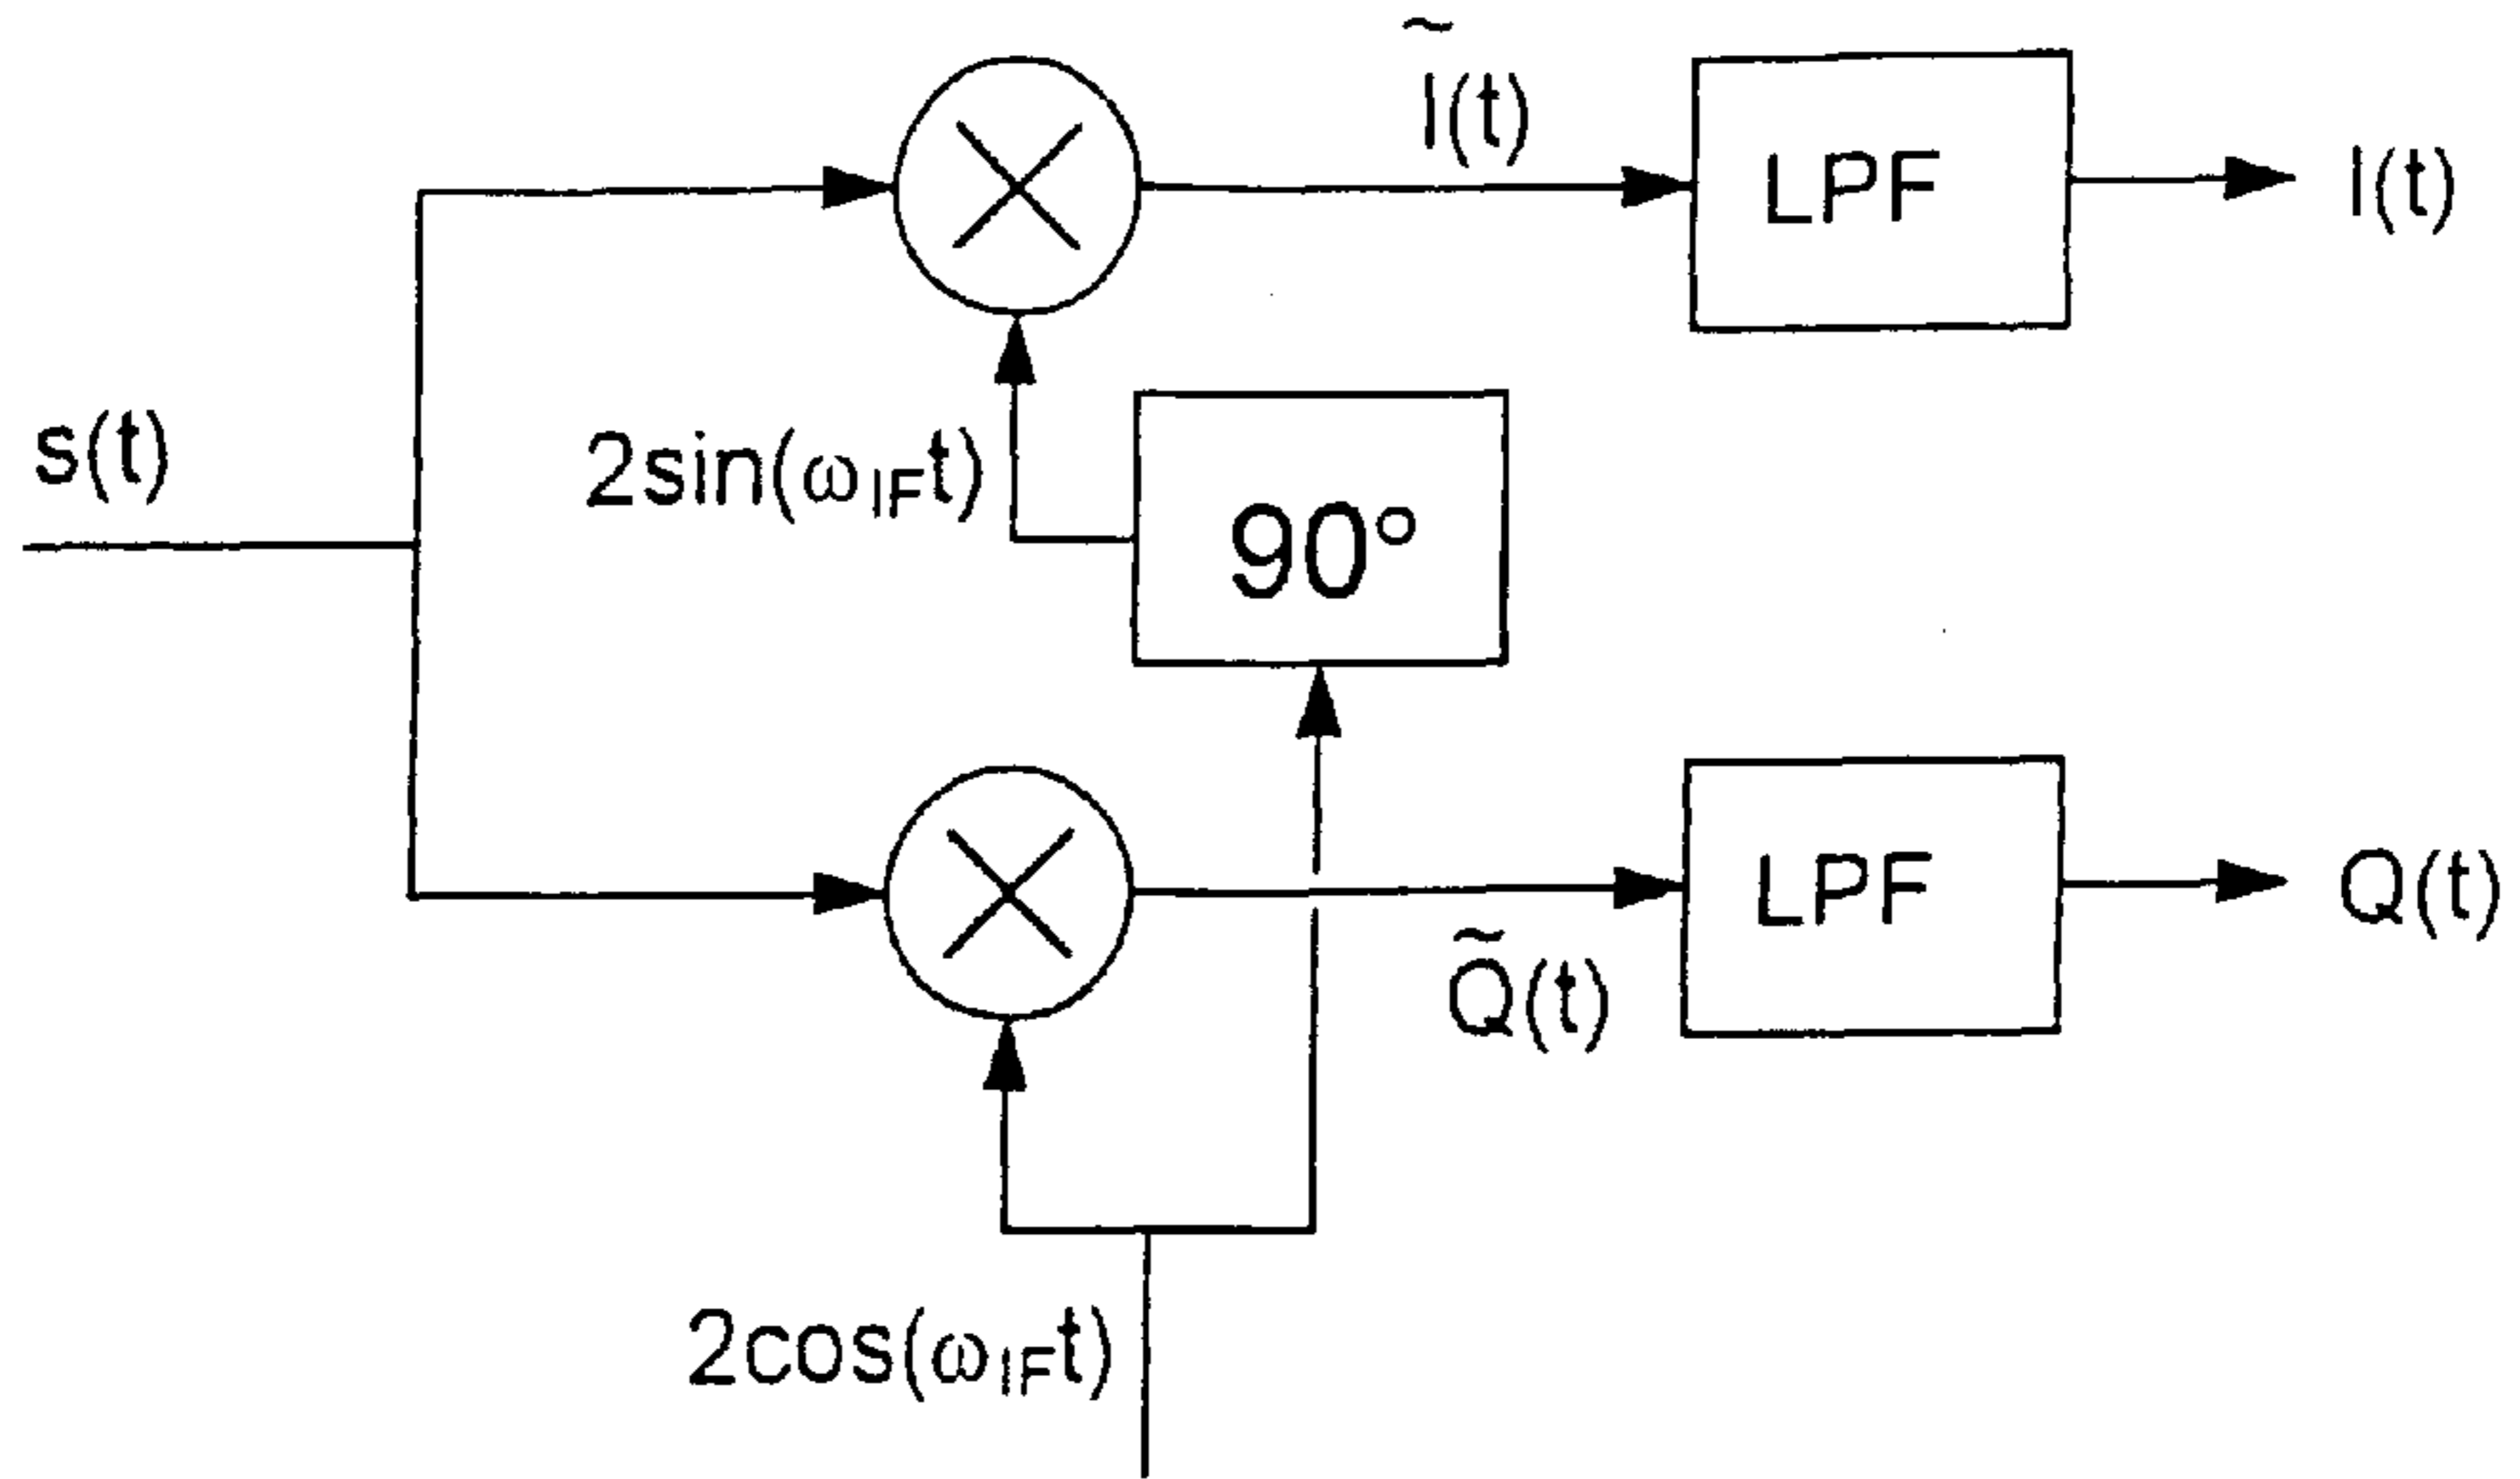 Ĩ(t)
LPF
I(t)
s(t)
2sin(ω_IF t)
90°
LPF
Q(t)
Q̃(t)
2cos(ω_IF t)